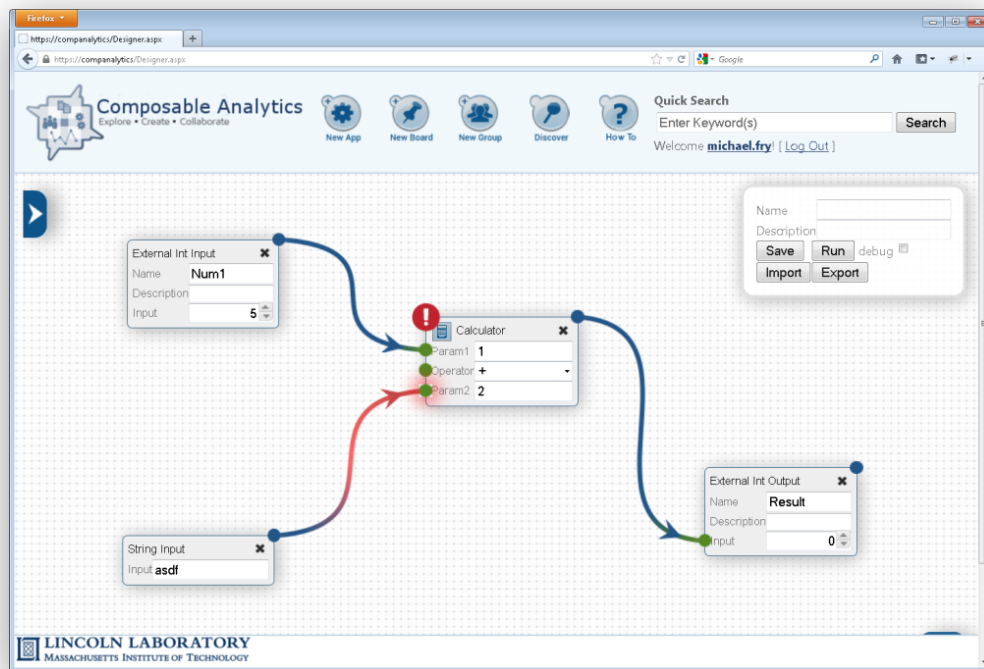 Firefox
https://companalytics/Designer.aspx
https://companalytics/Designer.aspx
Google
Composable Analytics
Explore • Create • Collaborate
New App
New Board
New Group
Discover
How To
Quick Search
Enter Keyword(s)
Search
Welcome michael.fry! [ Log Out ]
Name
Description
Save Run debug
Import Export
External Int Input
Name Num1
Description
Input 5
Calculator
Param1 1
Operator +
Param2 2
External Int Output
Name Result
Description
Input 0
String Input
Input asdf
LINCOLN LABORATORY
MASSACHUSETTS INSTITUTE OF TECHNOLOGY